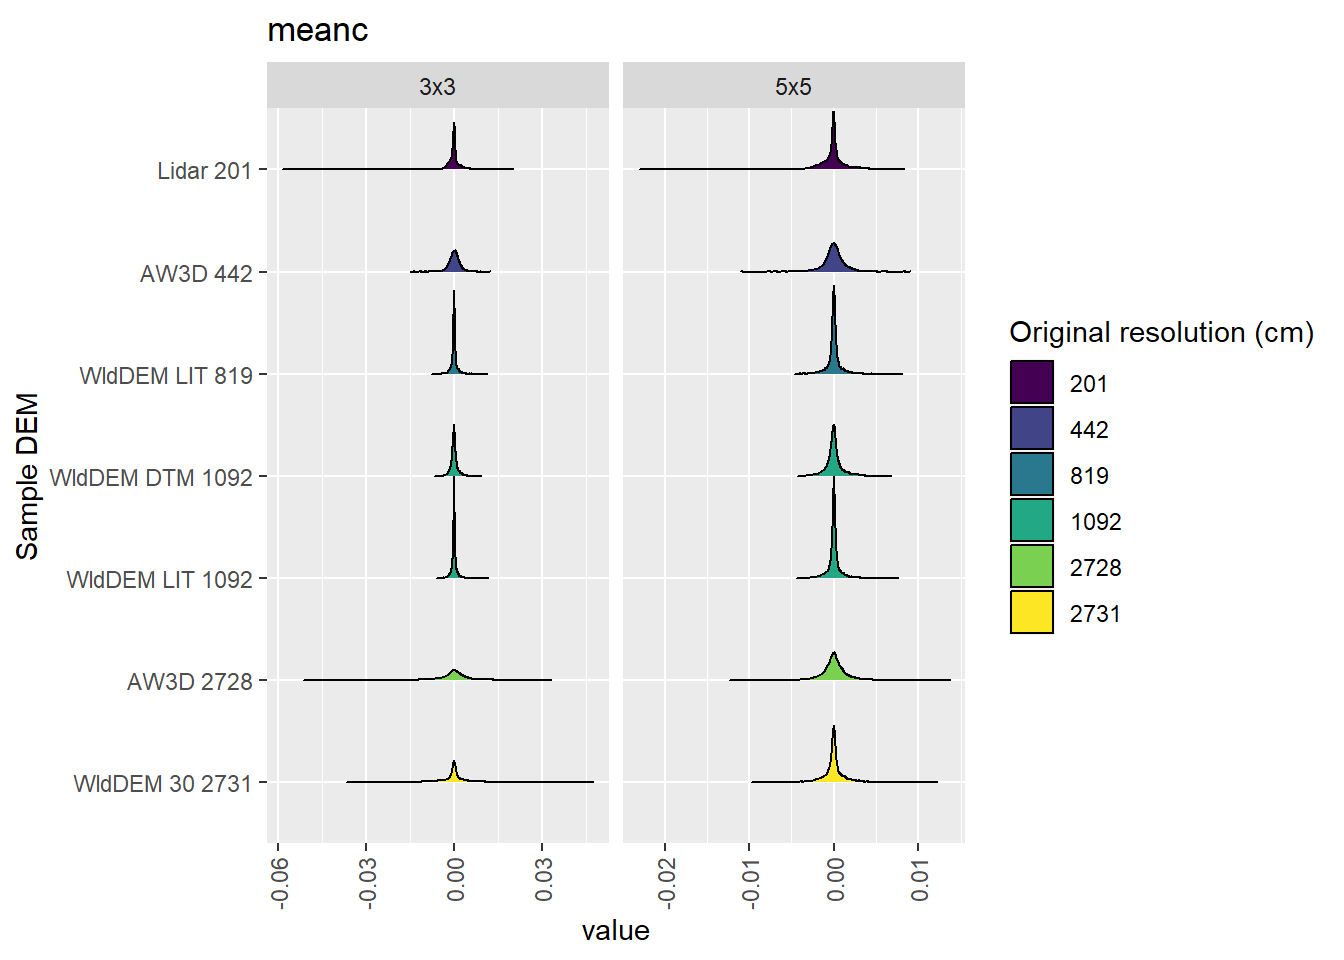 meanc
3x3
5x5
Sample DEM
Lidar 201
AW3D 442
WldDEM LIT 819
WldDEM DTM 1092
WldDEM LIT 1092
AW3D 2728
WldDEM 30 2731
-0.06
-0.03
0.00
0.03
-0.02
-0.01
0.00
0.01
value
Original resolution (cm)
201
442
819
1092
2728
2731